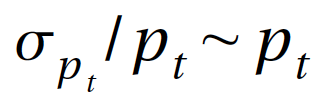 σ_{p_t} / p_t ~ p_t